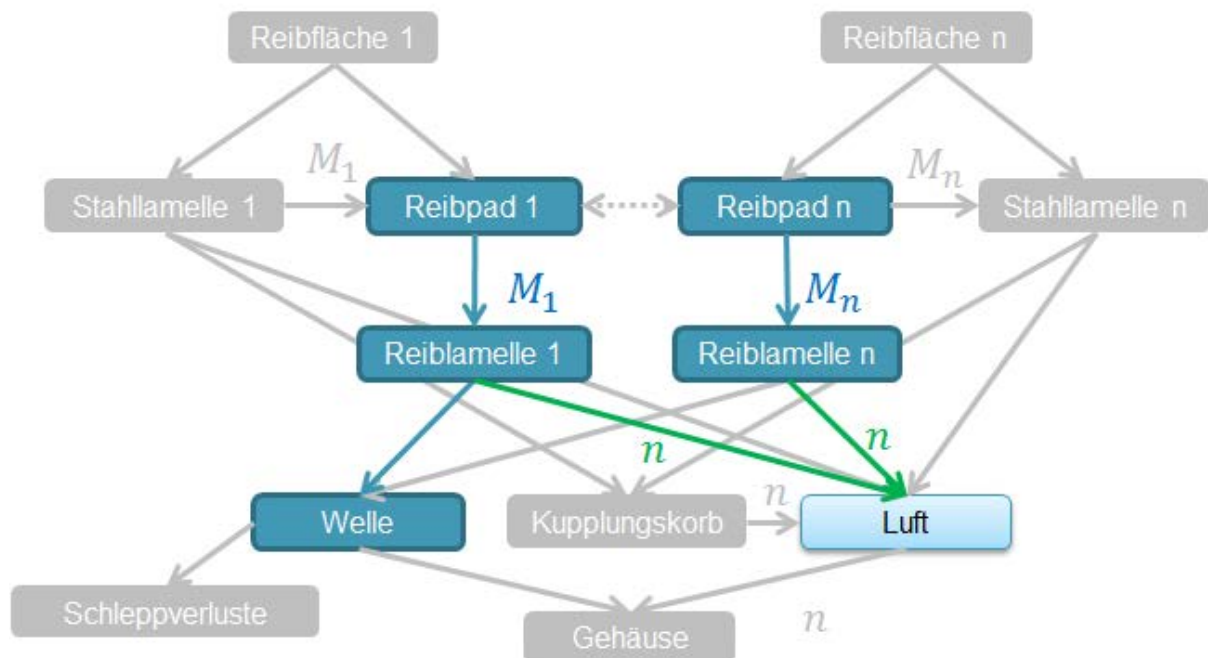 Reibfläche 1
Reibfläche n
M₁
Mₙ
Stahllamelle 1
Reibpad 1
Reibpad n
Stahllamelle n
M₁
Mₙ
Reiblamelle 1
Reiblamelle n
n
n
n
Welle
Kupplungskorb
Luft
Schleppverluste
Gehäuse
n